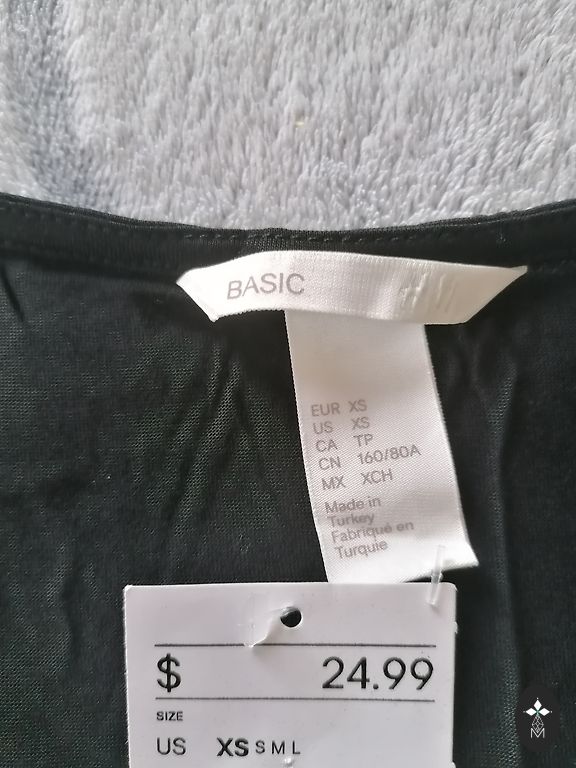 BASIC
EUR XS
US XS
CA TP
CN 160/80A
MX XCH
Made in
Turkey
Fabriqué en
Turquie
$ 24.99
SIZE
US XS S M L
M